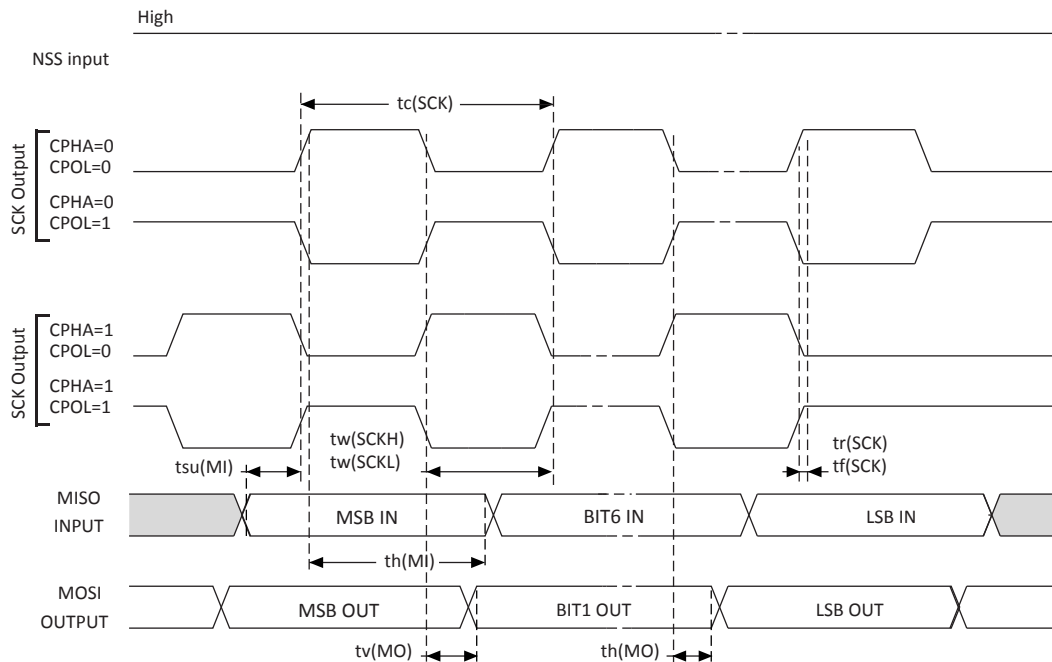 High
NSS input
tc(SCK)
SCK Output
CPHA=0
CPOL=0
CPHA=0
CPOL=1
SCK Output
CPHA=1
CPOL=0
CPHA=1
CPOL=1
tsu(MI)
tw(SCKH)
tw(SCKL)
tr(SCK)
tf(SCK)
MISO
INPUT
MSB IN
BIT6 IN
LSB IN
th(MI)
MOSI
OUTPUT
MSB OUT
BIT1 OUT
LSB OUT
tv(MO)
th(MO)